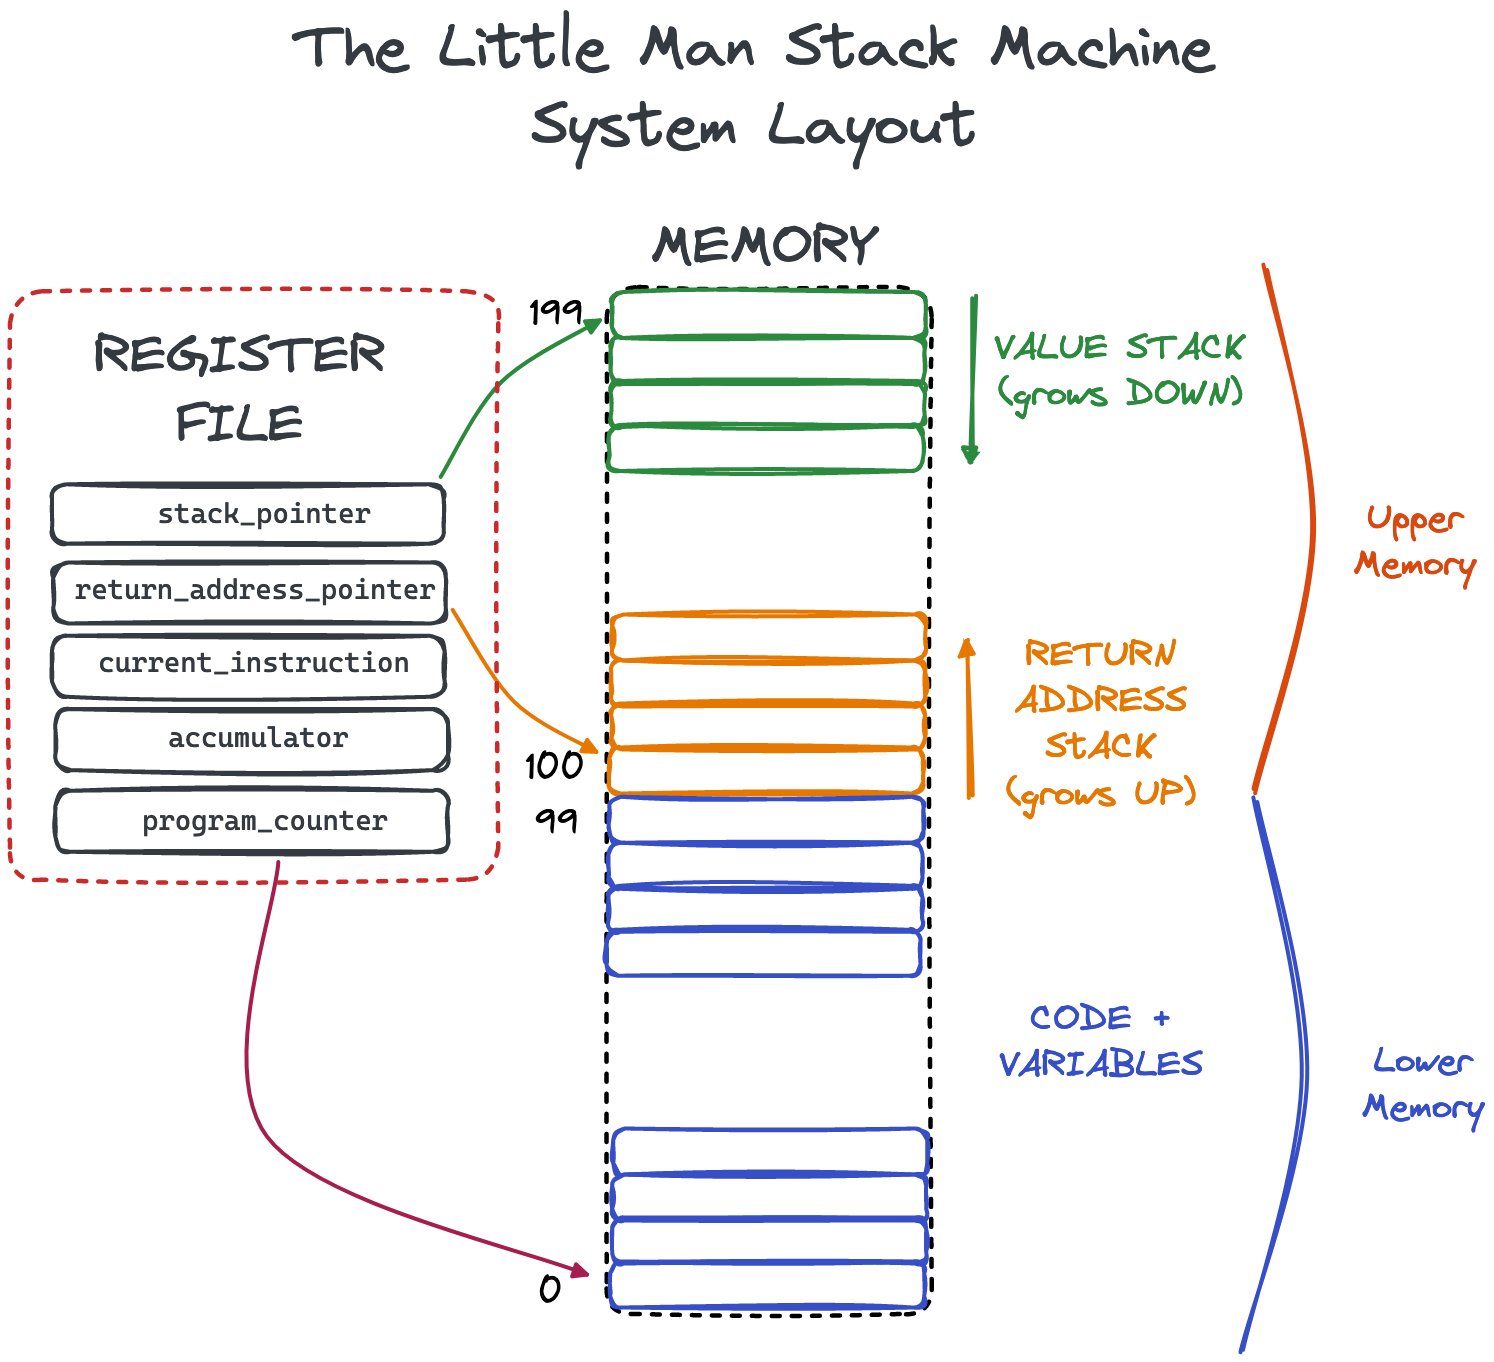 The Little Man Stack Machine
System Layout
MEMORY
REGISTER
FILE
stack_pointer
return_address_pointer
current_instruction
accumulator
program_counter
199
100
99
0
VALUE STACK
(grows DOWN)
RETURN
ADDRESS
StACK
(grows UP)
CODE +
VARIABLES
Upper
Memory
Lower
Memory